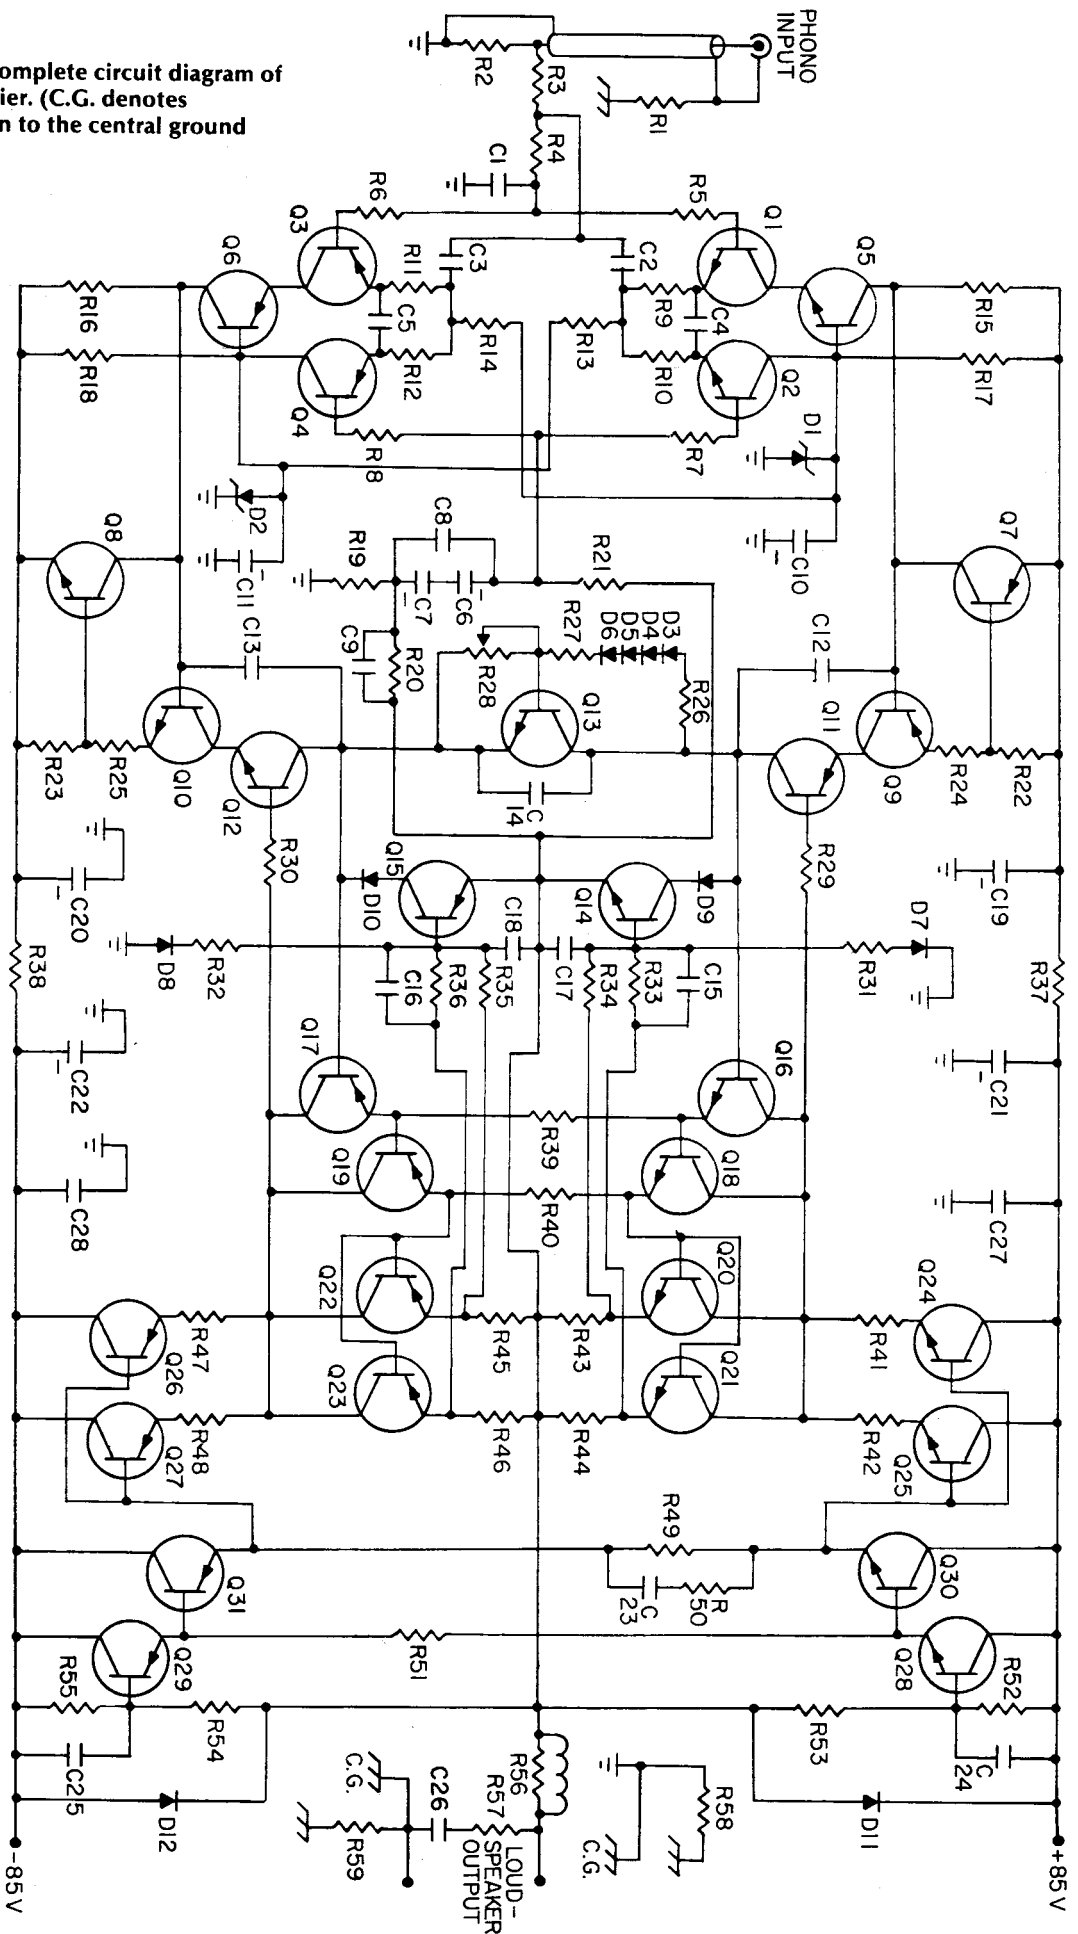 omplete circuit diagram of
ier. (C.G. denotes
n to the central ground
PHONO
INPUT
R1
R2
R3
R4
C1
R5
R6
Q1
Q3
Q5
Q6
C2
C3
R9
R11
C4
C5
R10
R12
R13
R14
R15
R16
R17
R18
Q2
Q4
R7
R8
D1
D2
C10
C11
Q7
Q8
C8
R19
C7
C6
R21
C9
R20
R27
R28
D6
D5
D4
D3
R26
Q13
C
14
C12
C13
Q11
Q9
R24
R22
Q10
Q12
R25
R23
R29
R30
Q15
Q14
D10
D9
C18
C17
R36
R35
R34
R33
C16
C15
R32
R31
D8
D7
C20
C19
R38
R37
C22
C21
C28
C27
Q17
Q16
R39
Q19
Q18
R40
Q22
Q20
Q23
Q21
R45
R43
R46
R44
Q24
Q25
R41
R42
R47
R48
Q26
Q27
R49
R
50
C
23
Q30
Q31
R51
Q28
Q29
R52
R53
R54
R55
C
24
C25
D11
D12
R56
R57
C26
R58
R59
C.G.
C.G.
LOUD-
SPEAKER
OUTPUT
+85V
-85V